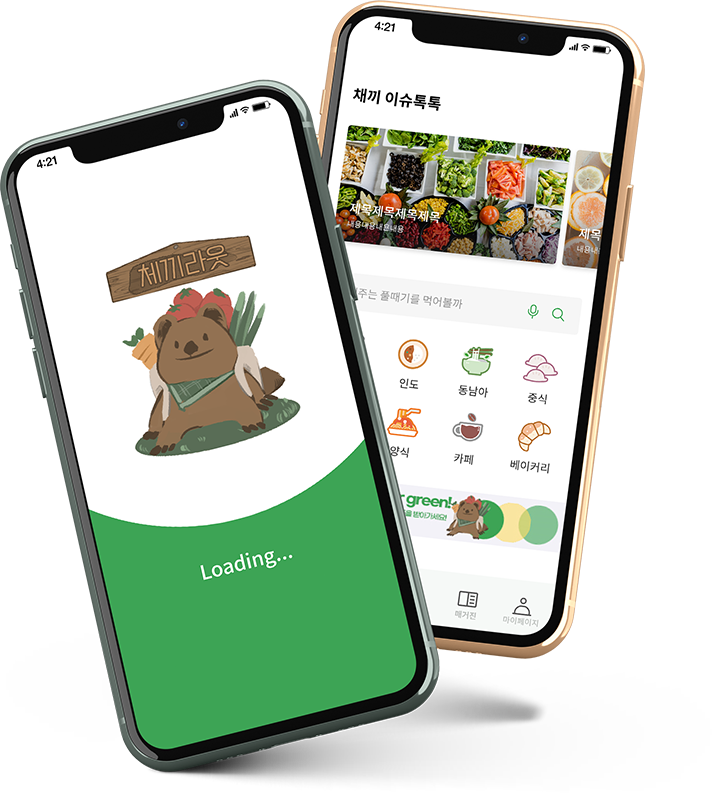 4:21
체끼라웃
Loading...
4:21
채끼 이슈톡톡
제목제목제목제목
내용내용내용내용
제목
내용내
주는 풀때기를 먹어볼까
인도
동남아
중식
양식
카페
베이커리
r green!
을 받아가세요!
매거진
마이페이지